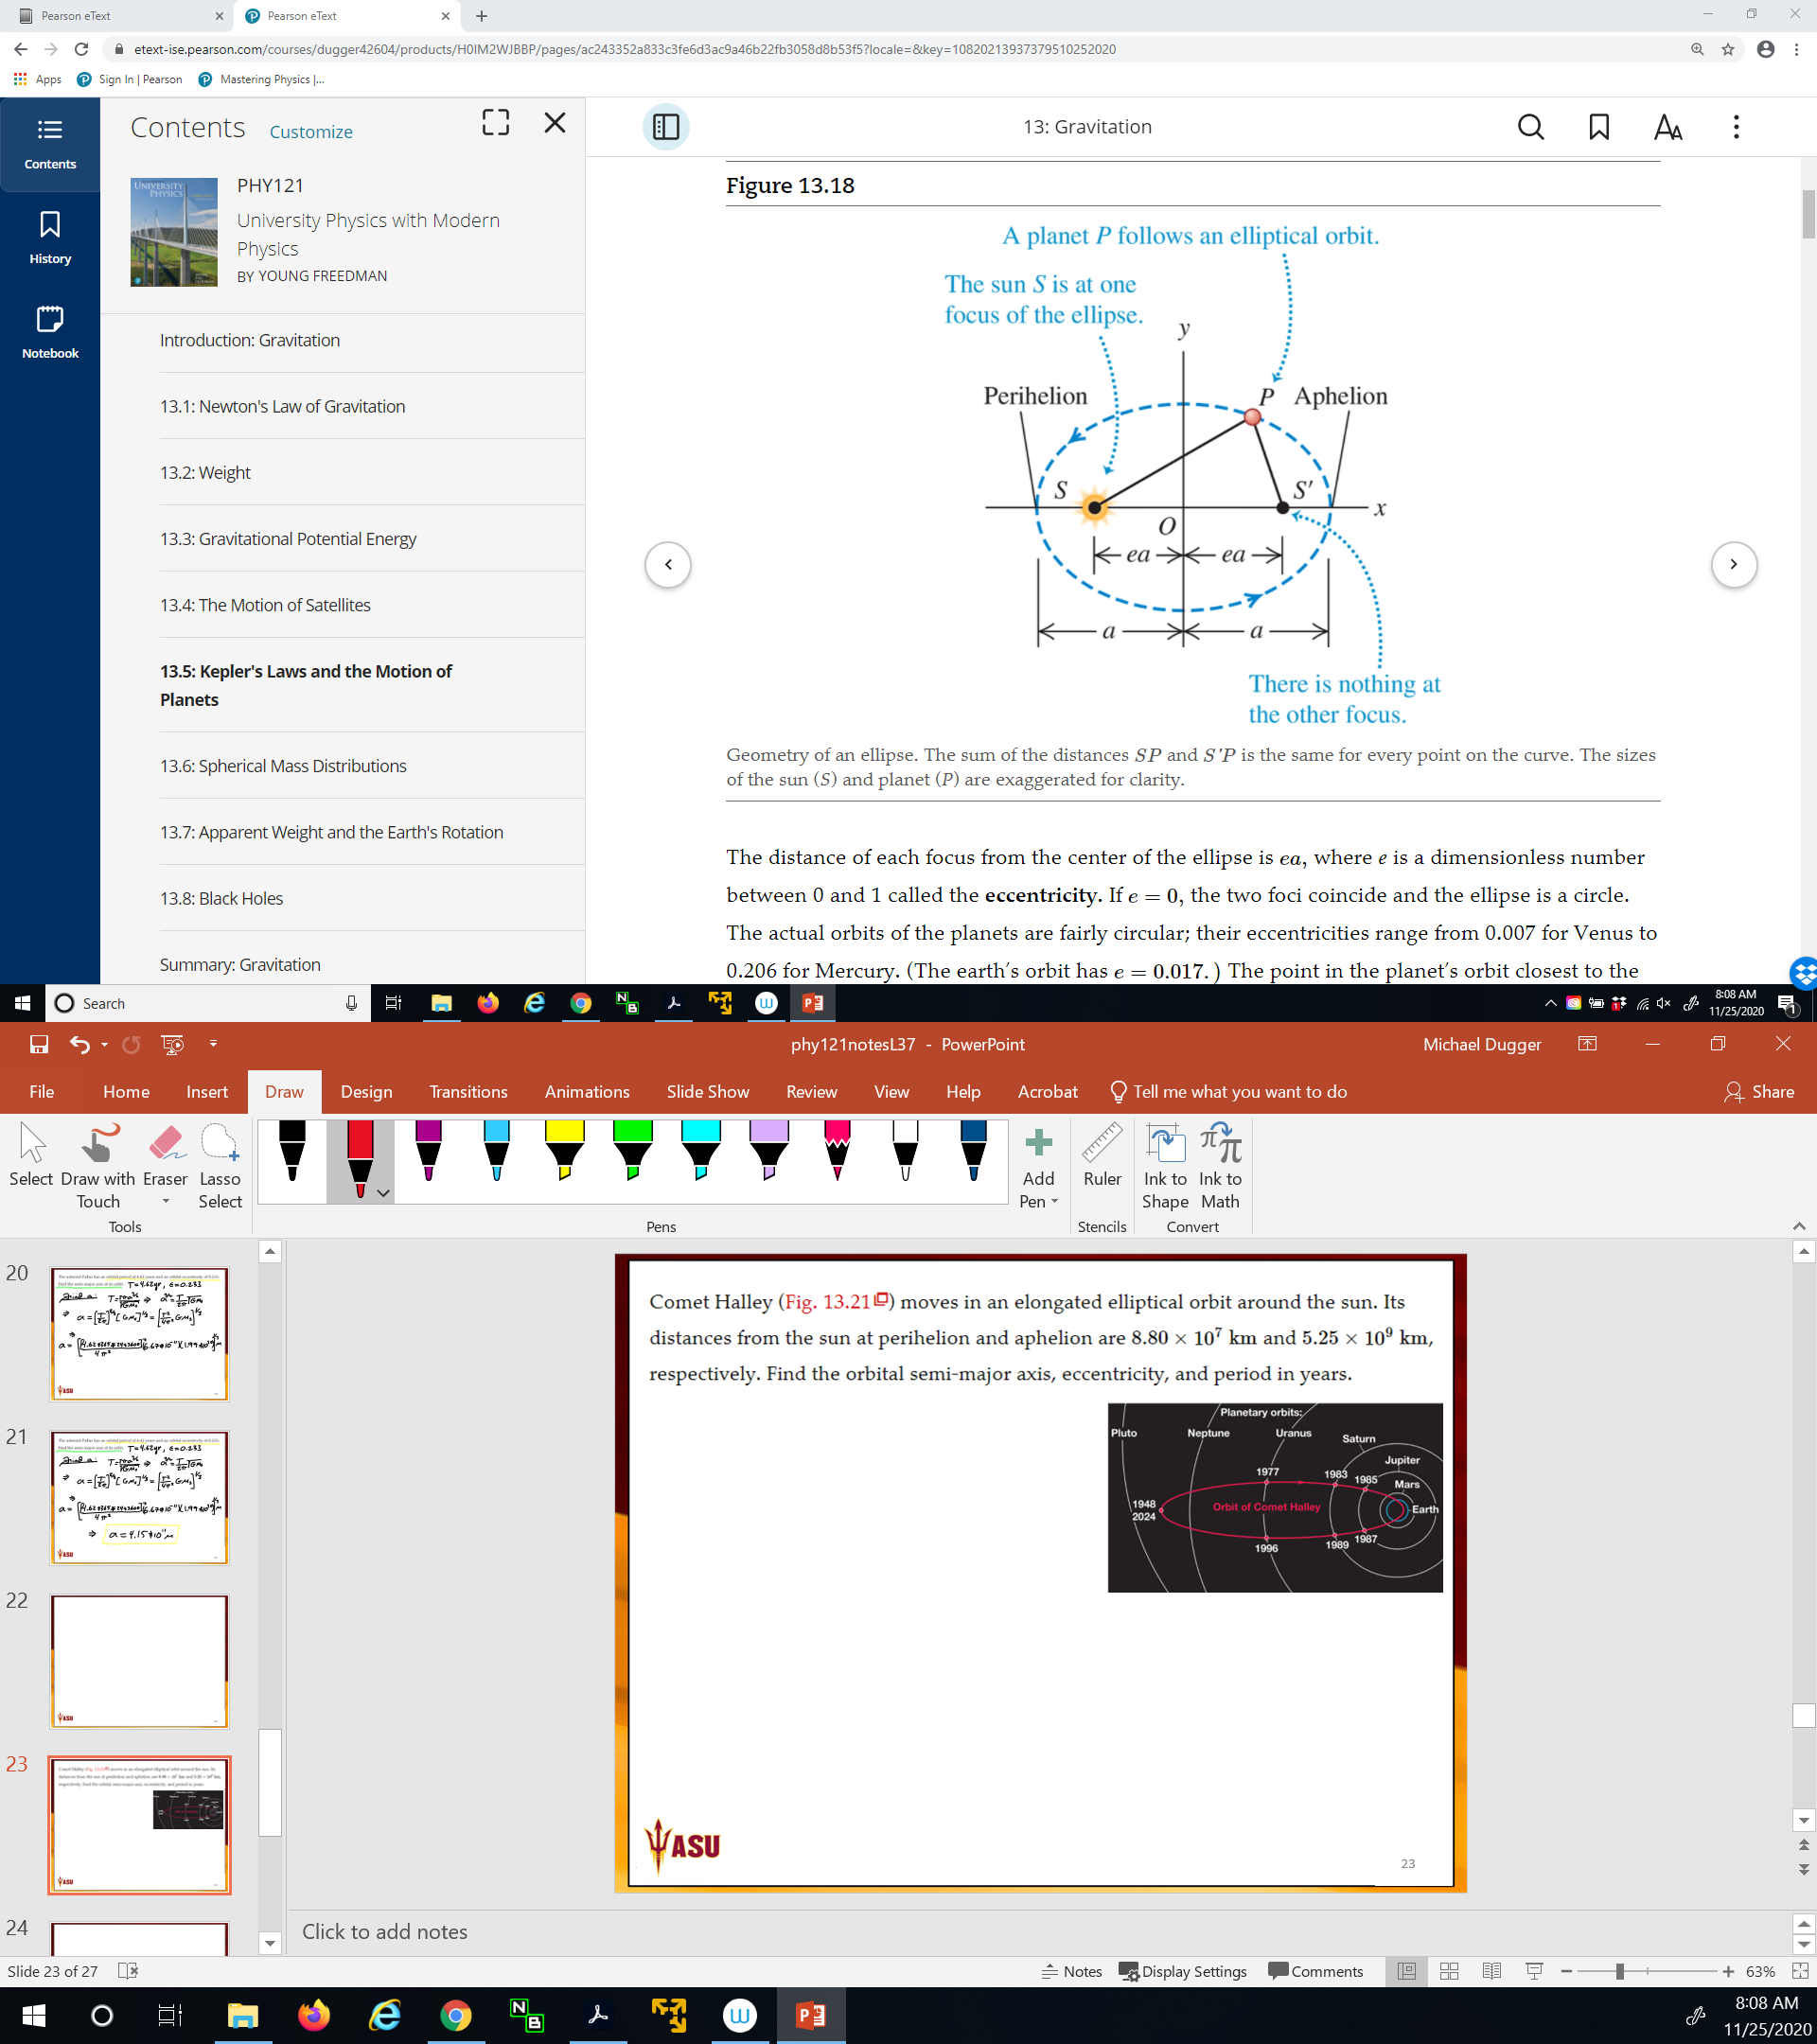 Pearson eText
Pearson eText
etext-ise.pearson.com/courses/dugger42604/products/H0IM2WJBBP/pages/ac243352a833c3fe6d3ac9a46b22fb3058d8b53f5?locale=&key=10820213937379510252020
Apps Sign In | Pearson Mastering Physics |...
Contents
History
Notebook
Contents Customize
PHY121
University Physics with Modern
Physics
BY YOUNG FREEDMAN
UNIVERSITY
PHYSICS
Introduction: Gravitation
13.1: Newton's Law of Gravitation
13.2: Weight
13.3: Gravitational Potential Energy
13.4: The Motion of Satellites
13.5: Kepler's Laws and the Motion of
Planets
13.6: Spherical Mass Distributions
13.7: Apparent Weight and the Earth's Rotation
13.8: Black Holes
Summary: Gravitation
13: Gravitation
Figure 13.18
A planet P follows an elliptical orbit.
The sun S is at one
focus of the ellipse.
y
Perihelion
P Aphelion
S
S′
x
O
ea ea
a a
There is nothing at
the other focus.
Geometry of an ellipse. The sum of the distances SP and S′P is the same for every point on the curve. The sizes
of the sun (S) and planet (P) are exaggerated for clarity.
The distance of each focus from the center of the ellipse is ea, where e is a dimensionless number
between 0 and 1 called the eccentricity. If e = 0, the two foci coincide and the ellipse is a circle.
The actual orbits of the planets are fairly circular; their eccentricities range from 0.007 for Venus to
0.206 for Mercury. (The earth's orbit has e = 0.017. ) The point in the planet's orbit closest to the
Search
8:08 AM
11/25/2020
phy121notesL37 - PowerPoint
Michael Dugger
File Home Insert Draw Design Transitions Animations Slide Show Review View Help Acrobat Tell me what you want to do Share
Select
Draw with
Touch
Eraser
Lasso
Select
Tools
Pens
Add
Pen
Ruler
Stencils
Ink to
Shape
Ink to
Math
Convert
20
21
22
23
24
Comet Halley (Fig. 13.21) moves in an elongated elliptical orbit around the sun. Its
distances from the sun at perihelion and aphelion are 8.80 × 10⁷ km and 5.25 × 10⁹ km,
respectively. Find the orbital semi-major axis, eccentricity, and period in years.
Planetary orbits:
Pluto Neptune Uranus Saturn
Jupiter
Mars
Earth
1977 1983 1985
1948
2024
Orbit of Comet Halley
1996 1989 1987
ASU
23
Click to add notes
Slide 23 of 27
Notes Display Settings Comments
63%
8:08 AM
11/25/2020